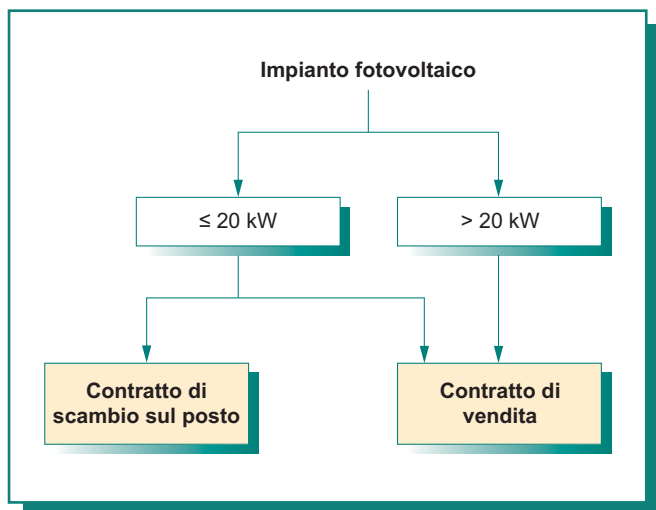 Impianto fotovoltaico
≤ 20 kW
> 20 kW
Contratto di
scambio sul posto
Contratto di
vendita